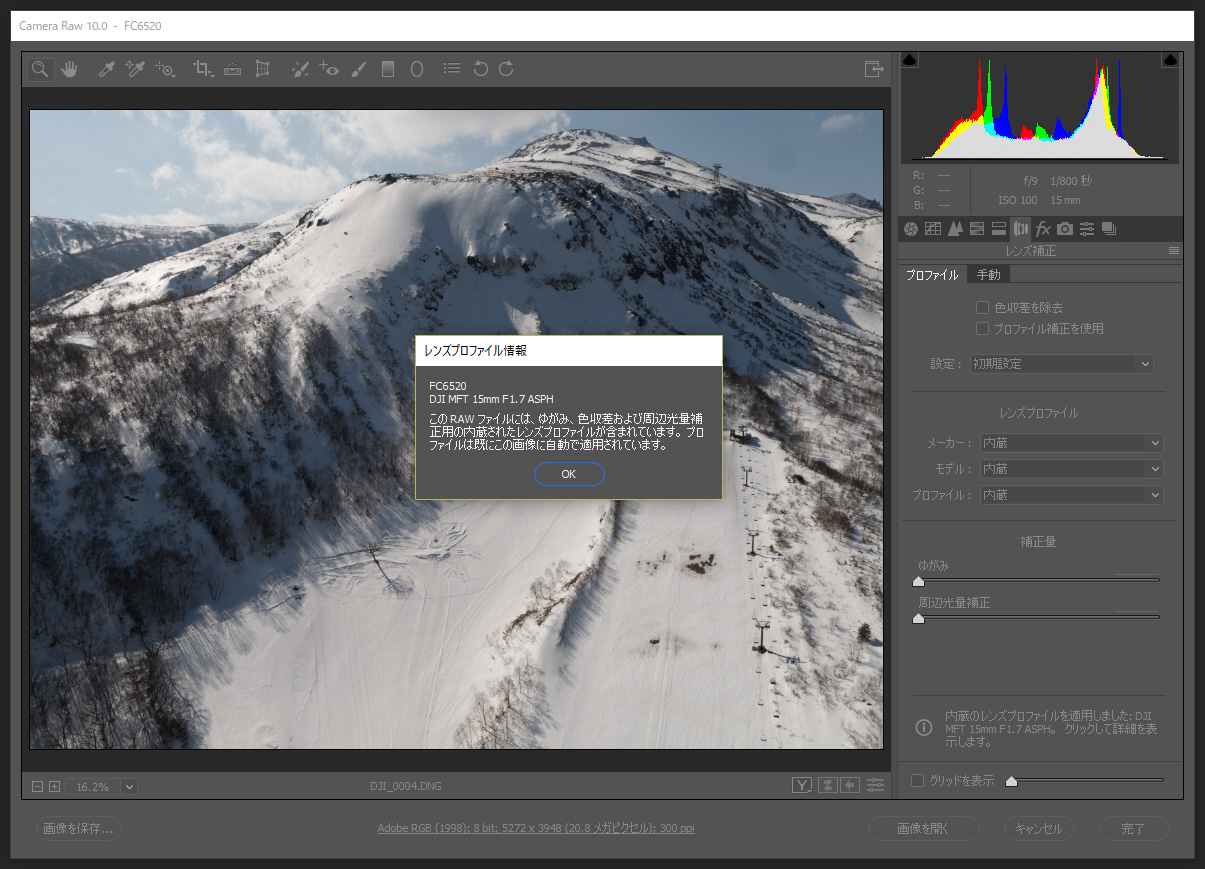 Camera Raw 10.0 - FC6520
R: ---
G: ---
B: ---
f/9 1/800 秒
ISO 100 15 mm
レンズ補正
プロファイル 手動
色収差を除去
プロファイル補正を使用
設定： 初期設定
レンズプロファイル
メーカー： 内蔵
モデル： 内蔵
プロファイル： 内蔵
補正量
ゆがみ
周辺光量補正
内蔵のレンズプロファイルを適用しました: DJI
MFT 15mm F1.7 ASPH。 クリックして詳細を表
示します。
グリッドを表示
レンズプロファイル情報
FC6520
DJI MFT 15mm F1.7 ASPH
この RAW ファイルには、ゆがみ、色収差および周辺光量補
正用の内蔵されたレンズプロファイルが含まれています。プロ
ファイルは既にこの画像に自動で適用されています。
OK
16.2%
DJI_0004.DNG
Y
画像を保存...
Adobe RGB (1998); 8 bit; 5272 x 3948 (20.8 メガピクセル); 300 ppi
画像を開く
キャンセル
完了